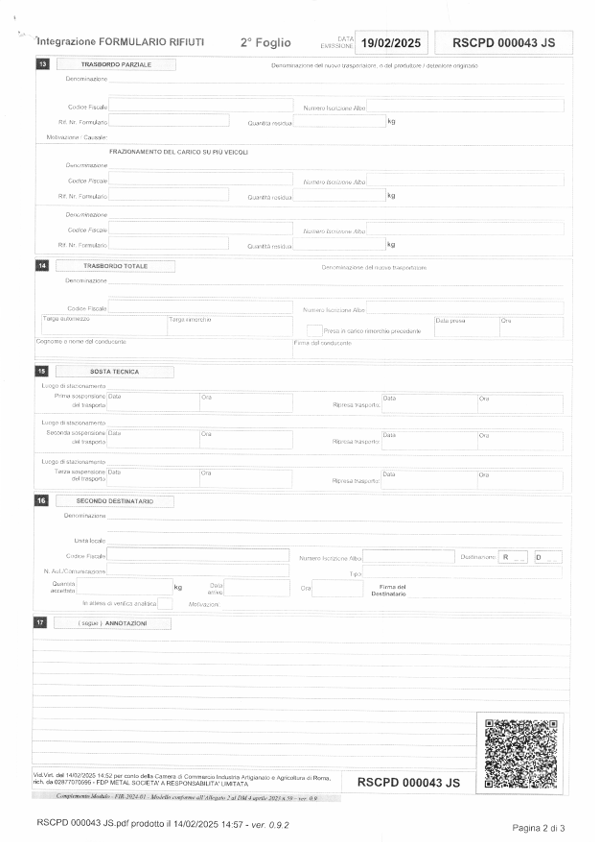 Integrazione FORMULARIO RIFIUTI 2° Foglio DATA EMISSIONE 19/02/2025 RSCPD 000043 JS
13 TRASBORDO PARZIALE Denominazione del nuovo trasportatore, o del produttore / detentore originario
Denominazione
Codice Fiscale Numero Iscrizione Albo
Rif. Nr. Formulario Quantità residua kg
Motivazione / Causale:
FRAZIONAMENTO DEL CARICO SU PIÙ VEICOLI
Denominazione
Codice Fiscale Numero Iscrizione Albo
Rif. Nr. Formulario Quantità residua kg
Denominazione
Codice Fiscale Numero Iscrizione Albo
Rif. Nr. Formulario Quantità residua kg
14 TRASBORDO TOTALE Denominazione del nuovo trasportatore
Denominazione
Codice Fiscale Numero Iscrizione Albo
Targa automezzo Targa rimorchio Presa in carico rimorchio precedente Data presa Ora
Cognome e nome del conducente Firma del conducente
15 SOSTA TECNICA
Luogo di stazionamento
Prima sospensione del trasporto Data Ora Ripresa trasporto Data Ora
Luogo di stazionamento
Seconda sospensione del trasporto Data Ora Ripresa trasporto Data Ora
Luogo di stazionamento
Terza sospensione del trasporto Data Ora Ripresa trasporto Data Ora
16 SECONDO DESTINATARIO
Denominazione
Unità locale
Codice Fiscale Numero Iscrizione Albo Destinazione R _ _ D _ _
N. Aut./Comunicazione Tipo
Quantità accettata kg Data arrivo Ora Firma del Destinatario
In attesa di verifica analitica Motivazioni
17 ( segue ) ANNOTAZIONI
Vid.Virt. del 14/02/2025 14:52 per conto della Camera di Commercio Industria Artigianato e Agricoltura di Roma,
rich. da 02877070595 - FDP METAL SOCIETA' A RESPONSABILITA' LIMITATA
RSCPD 000043 JS
Complemento Modulo - FIR 2024.01 - Modello conforme all'Allegato 2 al DM 4 aprile 2023 n.59 - ver. 0.9
RSCPD 000043 JS.pdf prodotto il 14/02/2025 14:57 - ver. 0.9.2
Pagina 2 di 3